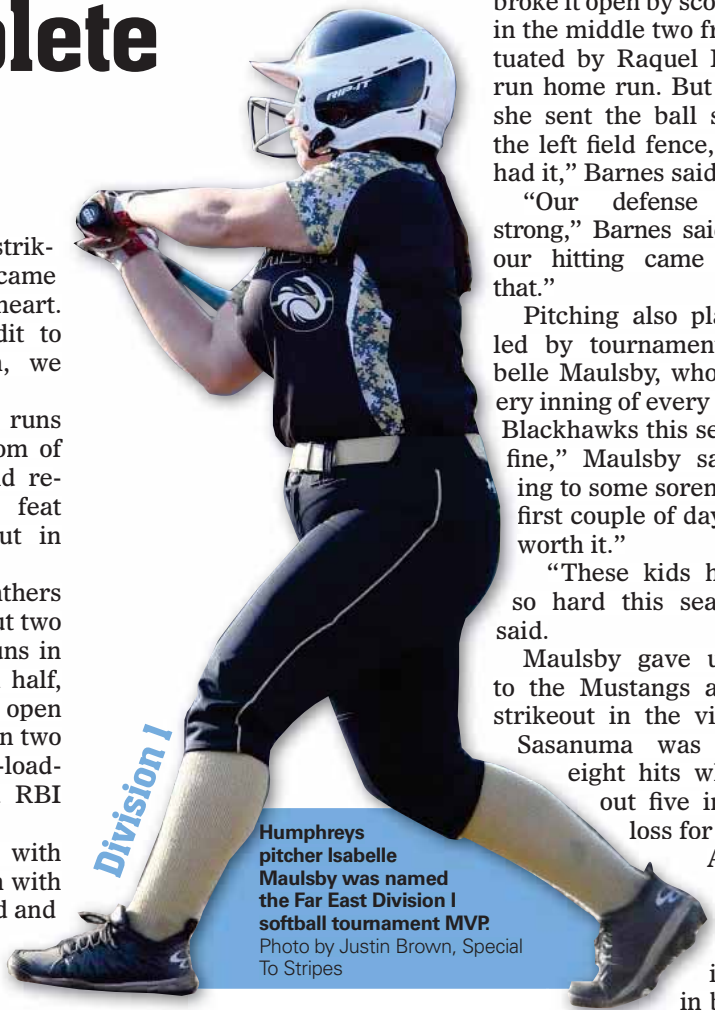 lete
strik-
came
heart.
dit to
, we
runs
om of
d re-
feat
ut in
thers
ut two
uns in
half,
open
n two
-load-
RBI
with
n with
d and
RIP-IT
Division I
Humphreys
pitcher Isabelle
Maulsby was named
the Far East Division I
softball tournament MVP.
Photo by Justin Brown, Special
To Stripes
broke it open by sco
in the middle two fr
tuated by Raquel
run home run. But
she sent the ball s
the left field fence,
had it,” Barnes said
“Our defense
strong,” Barnes sai
our hitting came
that.”
Pitching also pla
led by tournament
belle Maulsby, who
ery inning of every
Blackhawks this se
fine,” Maulsby sa
ing to some soren
first couple of day
worth it.”
“These kids h
so hard this sea
said.
Maulsby gave u
to the Mustangs a
strikeout in the vi
Sasanuma was
eight hits wh
out five in
loss for
A
i
in b